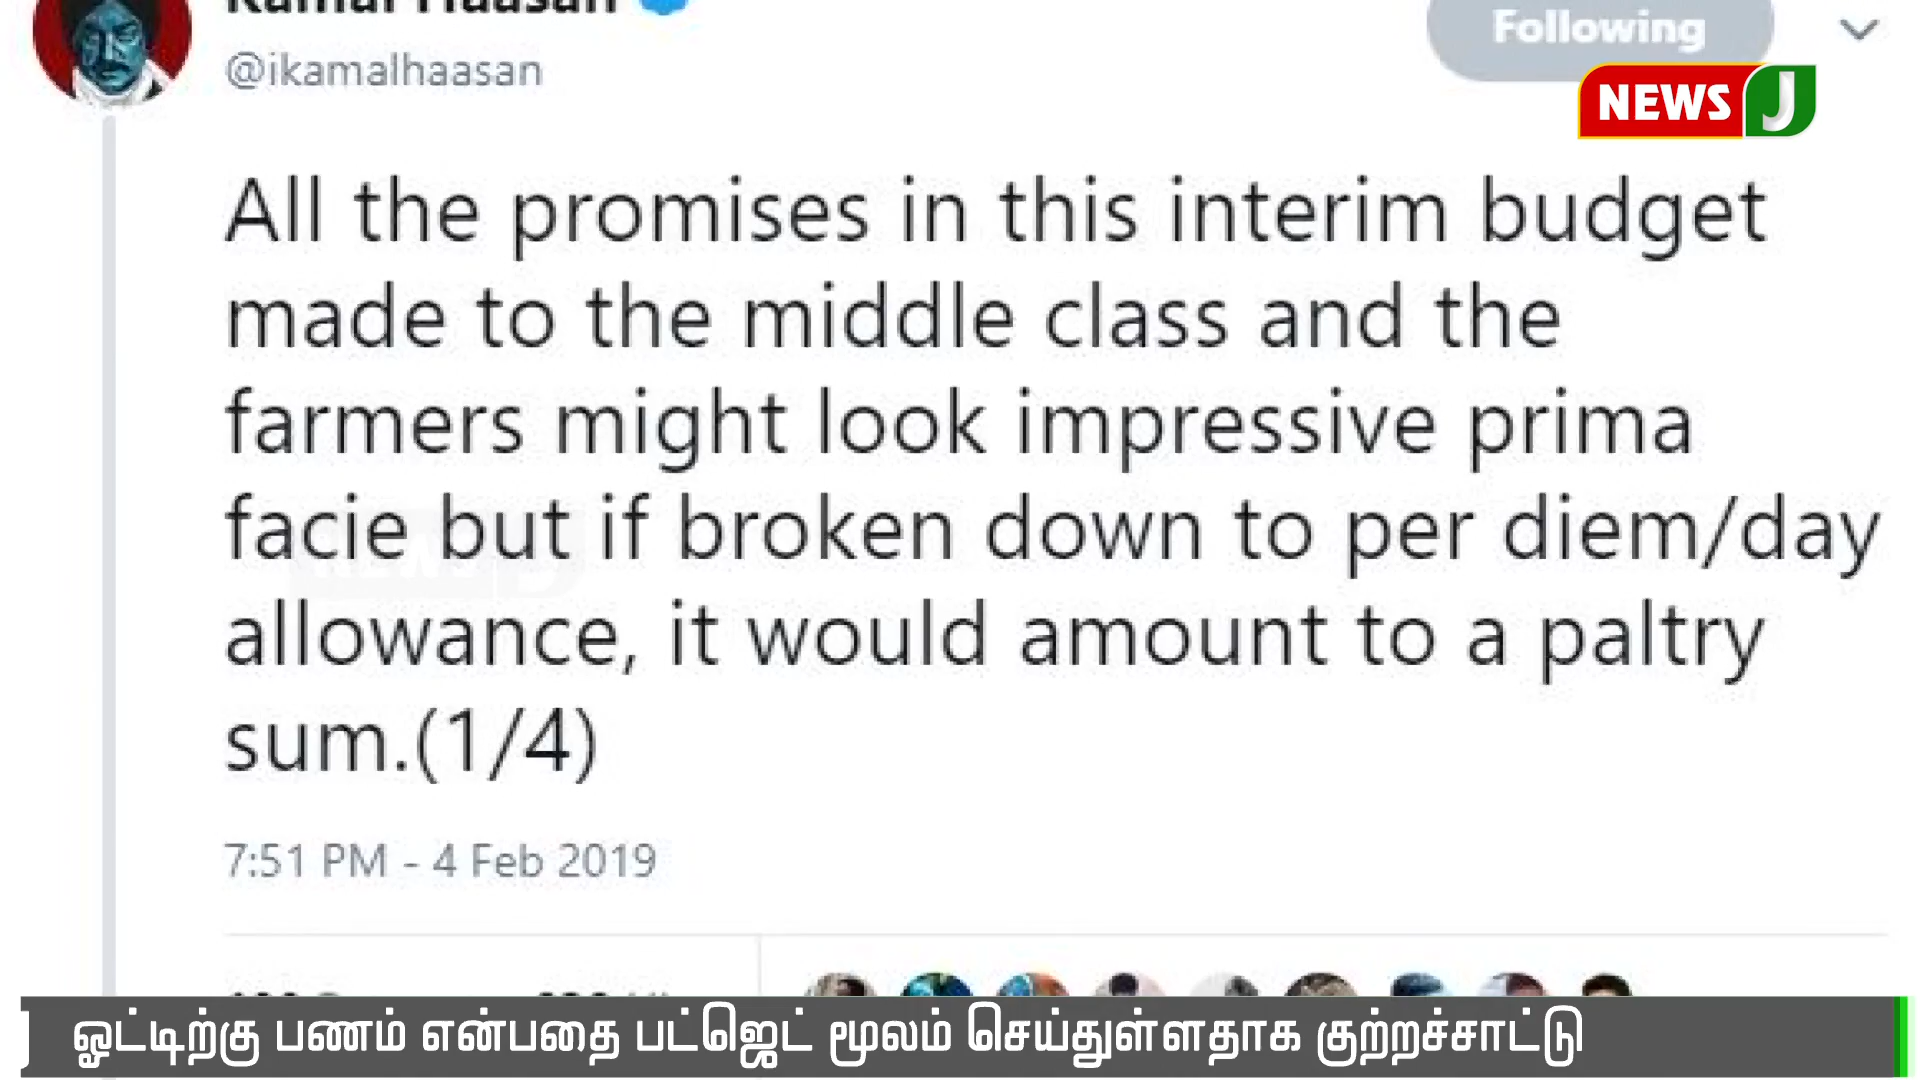 Kamal Haasan
@ikamalhaasan
Following
NEWS J
All the promises in this interim budget
made to the middle class and the
farmers might look impressive prima
facie but if broken down to per diem/day
allowance, it would amount to a paltry
sum.(1/4)
7:51 PM - 4 Feb 2019
ஓட்டிற்கு பணம் என்பதை பட்ஜெட் மூலம் செய்துள்ளதாக குற்றச்சாட்டு